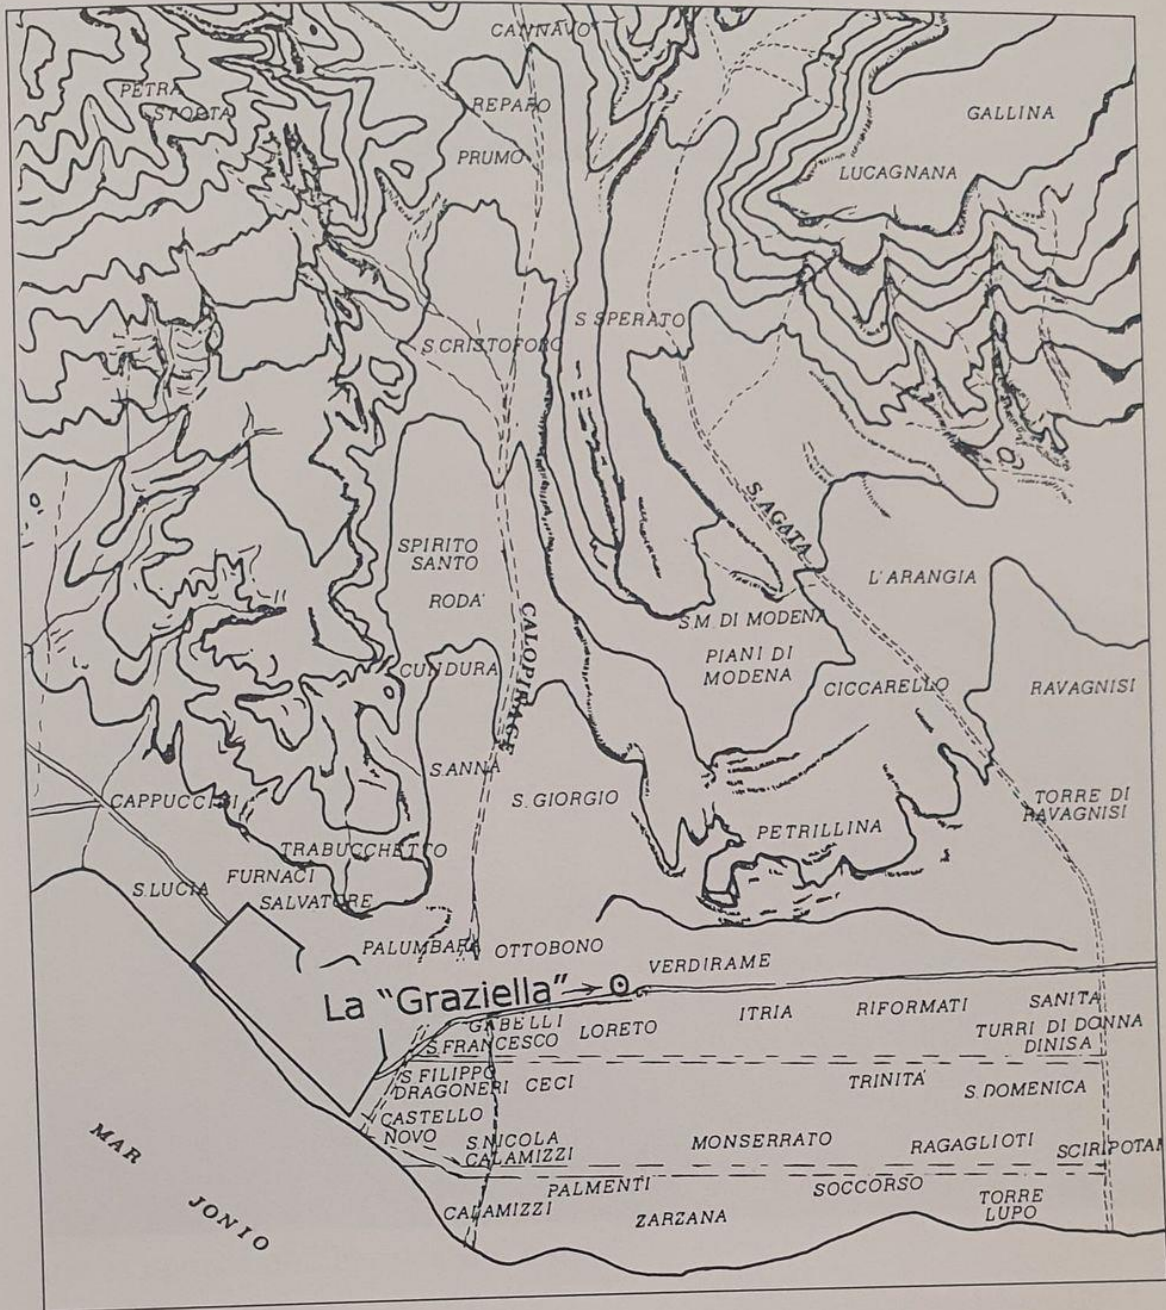 CANNAVO'
PETRA
STORTA
REPARO
GALLINA
PRUMO
LUCAGNANA
S SPERATO
S.CRISTOFORO
S. AGATA
SPIRITO
SANTO
L'ARANGIA
RODA'
CALOPINACE
S.M. DI MODENA
PIANI DI
MODENA
CUNDURA
CICCARELLO
RAVAGNISI
S.ANNA
CAPPUCCINI
S. GIORGIO
TORRE DI
RAVAGNISI
PETRILLINA
TRABUCCHETTO
S.LUCIA
FURNACI
SALVATORE
PALUMBARA
OTTOBONO
VERDIRAME
La "Graziella"
GABELLI
LORETO
ITRIA
RIFORMATI
SANITA
S.FRANCESCO
TURRI DI DONNA
DINISA
S.FILIPPO
DRAGONERI
CECI
TRINITA'
S.DOMENICA
CASTELLO
NOVO
S.NICOLA
CALAMIZZI
MONSERRATO
RAGAGLIOTI
SCIRIPOTAM
PALMENTI
SOCCORSO
CALAMIZZI
ZARZANA
TORRE
LUPO
MAR
JONIO